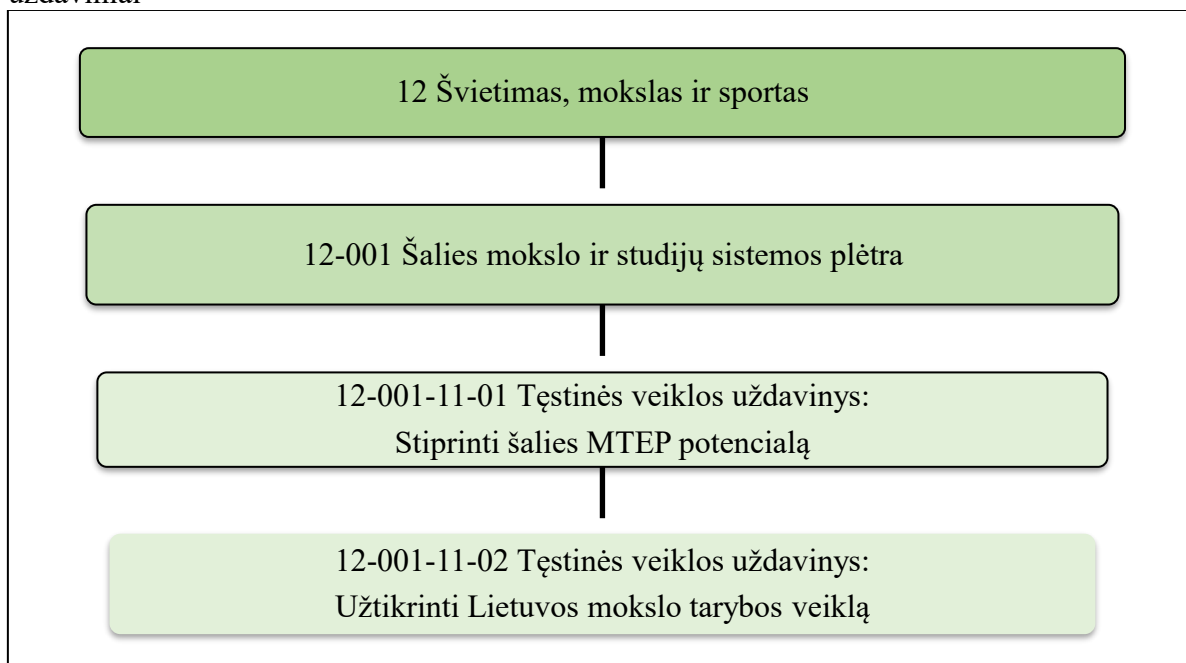 uždaviniai
12 Švietimas, mokslas ir sportas
12-001 Šalies mokslo ir studijų sistemos plėtra
12-001-11-01 Tęstinės veiklos uždavinys:
Stiprinti šalies MTEP potencialą
12-001-11-02 Tęstinės veiklos uždavinys:
Užtikrinti Lietuvos mokslo tarybos veiklą